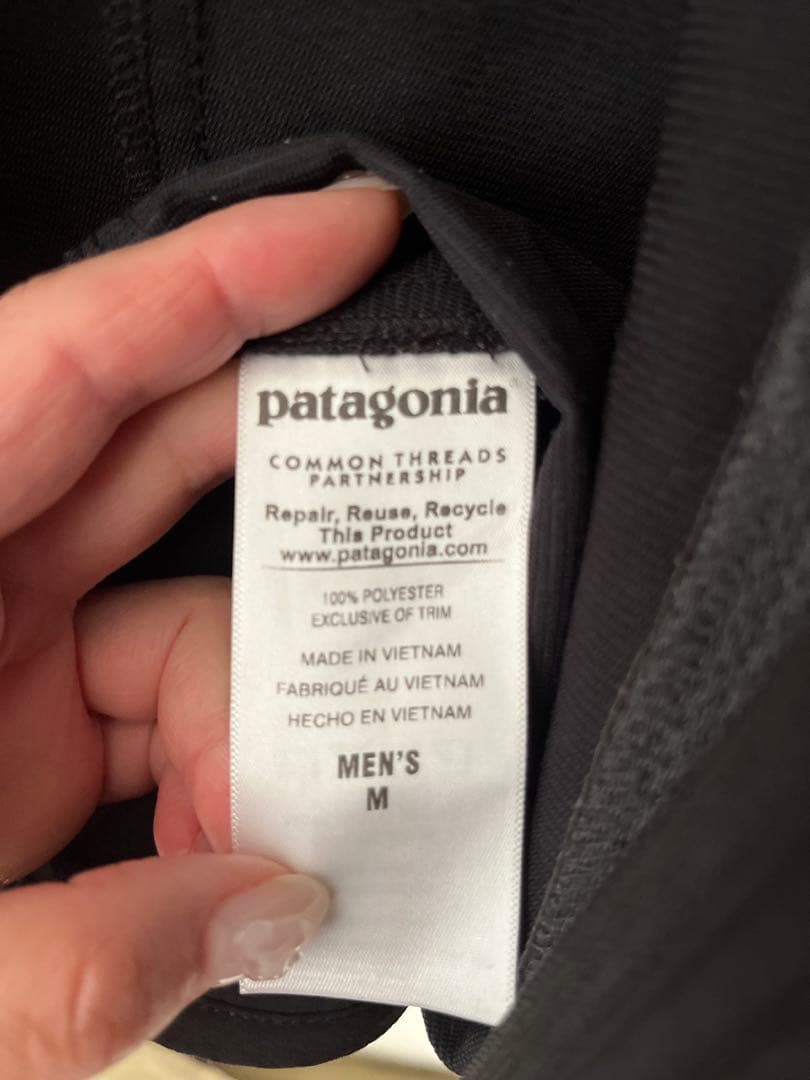 patagonia
COMMON THREADS
PARTNERSHIP
Repair, Reuse, Recycle
This Product
www.patagonia.com
100% POLYESTER
EXCLUSIVE OF TRIM
MADE IN VIETNAM
FABRIQUÉ AU VIETNAM
HECHO EN VIETNAM
MEN'S
M